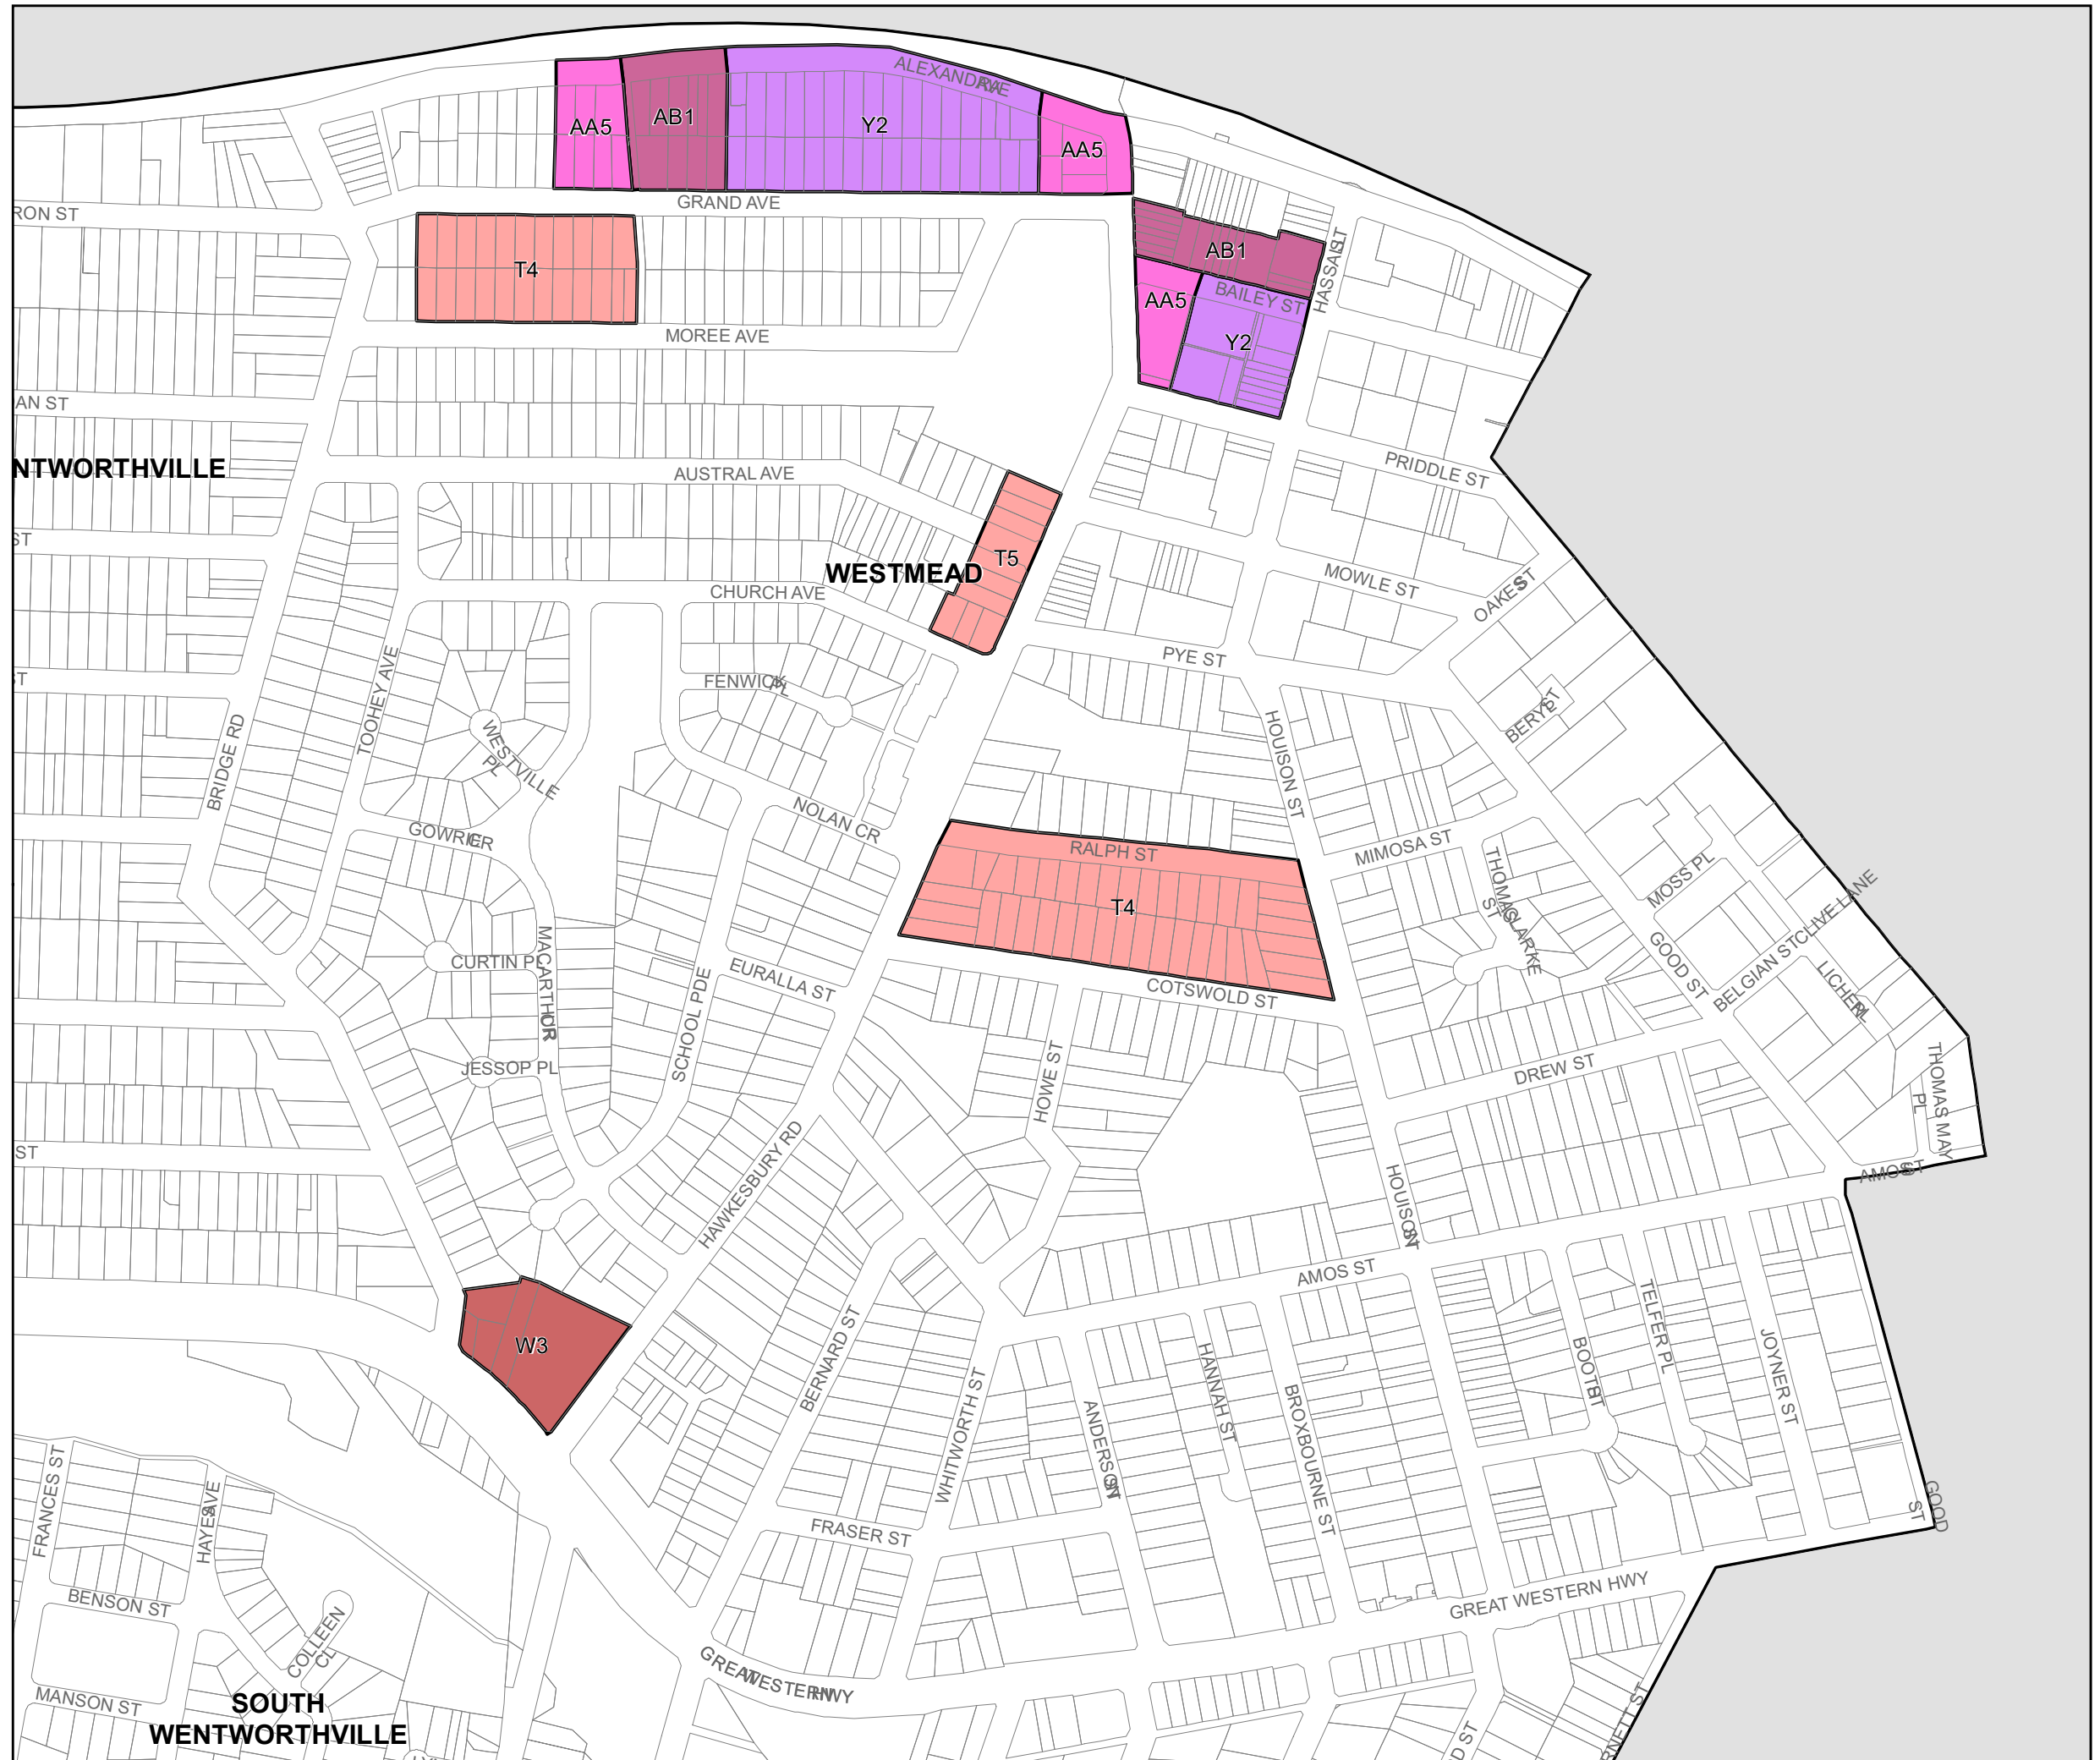 ALEXANDRA AVE
AA5
AB1
Y2
AA5
GRAND AVE
RON ST
T4
AB1
HASSALL ST
AA5
BAILEY ST
Y2
MOREE AVE
AN ST
NTWORTHVILLE
AUSTRAL AVE
PRIDDLE ST
ST
T5
WESTMEAD
CHURCH AVE
MOWLE ST
OAKES ST
PYE ST
ST
FENWICK PL
TOOHEY AVE
BERYL ST
BRIDGE RD
WESTVILLE
PL
HOUISON ST
NOLAN CR
GOWRIE CR
RALPH ST
MIMOSA ST
THOMAS CLARKE
ST
MOSS PL
T4
CLIVE LANE
MACARTHUR CR
CURTIN PL
EURALLA ST
COTSWOLD ST
GOOD ST
BELGIAN ST
LICHEN PL
SCHOOL PDE
JESSOP PL
HOWE ST
DREW ST
THOMAS MAY
PL
ST
HAWKESBURY RD
AMOS ST
HOUISON ST
AMOS ST
W3
BERNARD ST
HANNAH ST
BOOTH ST
TELFER PL
JOYNER ST
WHITWORTH ST
ANDERSON ST
BROXBOURNE ST
FRANCES ST
HAYES AVE
FRASER ST
GOOD
ST
BENSON ST
GREAT WESTERN HWY
COLLEEN
CL
GREAT WESTERN HWY
MANSON ST
SOUTH
WENTWORTHVILLE
RNETT ST
D ST